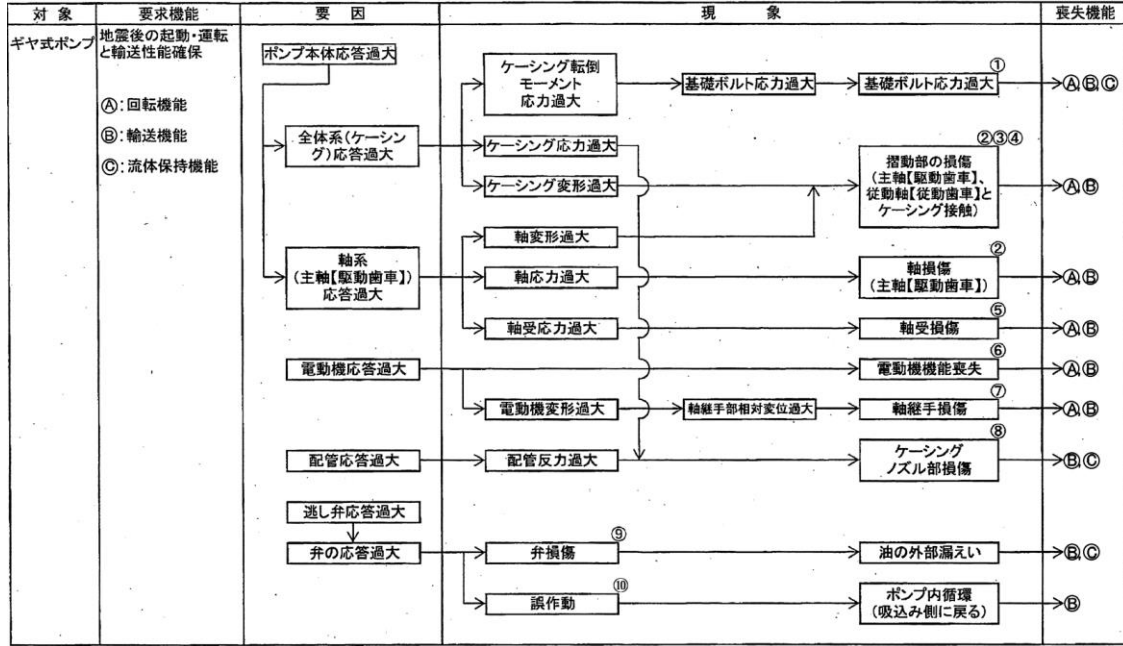 対象
要求機能
要因
現象
喪失機能
ギヤ式ポンプ
地震後の起動・運転
と輸送性能確保
Ⓐ:回転機能
Ⓑ:輸送機能
Ⓒ:流体保持機能
ポンプ本体応答過大
ケーシング転倒
モーメント
応力過大
基礎ボルト応力過大
①
基礎ボルト応力過大
Ⓐ,Ⓑ,Ⓒ
全体系(ケーシン
グ)応答過大
ケーシング応力過大
ケーシング変形過大
②③④
摺動部の損傷
(主軸【駆動歯車】、
従動軸【従動歯車】と
ケーシング接触)
Ⓐ,Ⓑ
軸系
(主軸【駆動歯車】)
応答過大
軸変形過大
軸応力過大
②
軸損傷
(主軸【駆動歯車】)
Ⓐ,Ⓑ
軸受応力過大
⑤
軸受損傷
Ⓐ,Ⓑ
電動機応答過大
⑥
電動機機能喪失
Ⓐ,Ⓑ
電動機変形過大
軸継手部相対変位過大
⑦
軸継手損傷
Ⓐ,Ⓑ
配管応答過大
配管反力過大
⑧
ケーシング
ノズル部損傷
Ⓑ,Ⓒ
逃し弁応答過大
弁の応答過大
⑨
弁損傷
油の外部漏えい
Ⓑ,Ⓒ
⑩
誤作動
ポンプ内循環
(吸込み側に戻る)
Ⓑ